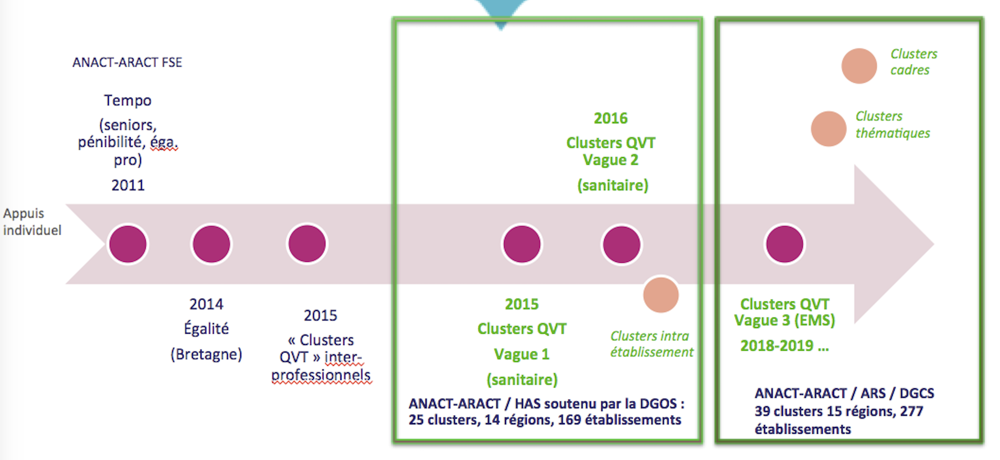 ANACT-ARACT FSE
Tempo
(seniors,
pénibilité, éga.
pro)
2011
Appuis
individuel
2014
Égalité
(Bretagne)
2015
« Clusters
QVT » inter-
professionnels
2016
Clusters QVT
Vague 2
(sanitaire)
2015
Clusters QVT
Vague 1
(sanitaire)
Clusters intra
établissement
ANACT-ARACT / HAS soutenu par la DGOS :
25 clusters, 14 régions, 169 établissements
Clusters
cadres
Clusters
thématiques
Clusters QVT
Vague 3 (EMS)
2018-2019 ...
ANACT-ARACT / ARS / DGCS
39 clusters 15 régions, 277
établissements